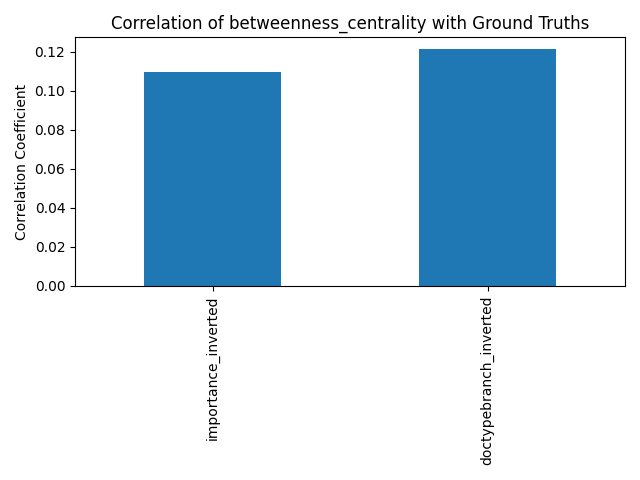 Correlation of betweenness_centrality with Ground Truths
Correlation Coefficient
0.12
0.10
0.08
0.06
0.04
0.02
0.00
importance_inverted
doctypebranch_inverted